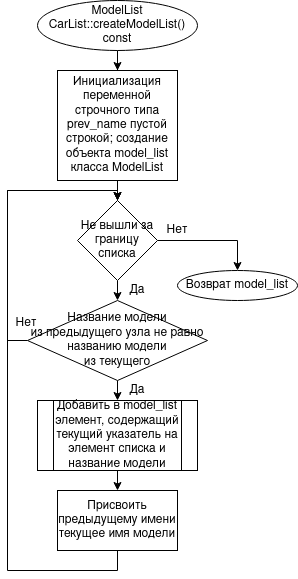 ModelList
CarList::createModelList()
const
Инициализация
переменной
строчного типа
prev_name пустой
строкой; создание
объекта model_list
класса ModelList
Не вышли за
границу
списка
Нет
Возврат model_list
Да
Название модели
из предыдущего узла не равно
названию модели
из текущего
Нет
Да
Добавить в model_list
элемент, содержащий
текущий указатель на
элемент списка и
название модели
Присвоить
предыдущему имени
текущее имя модели